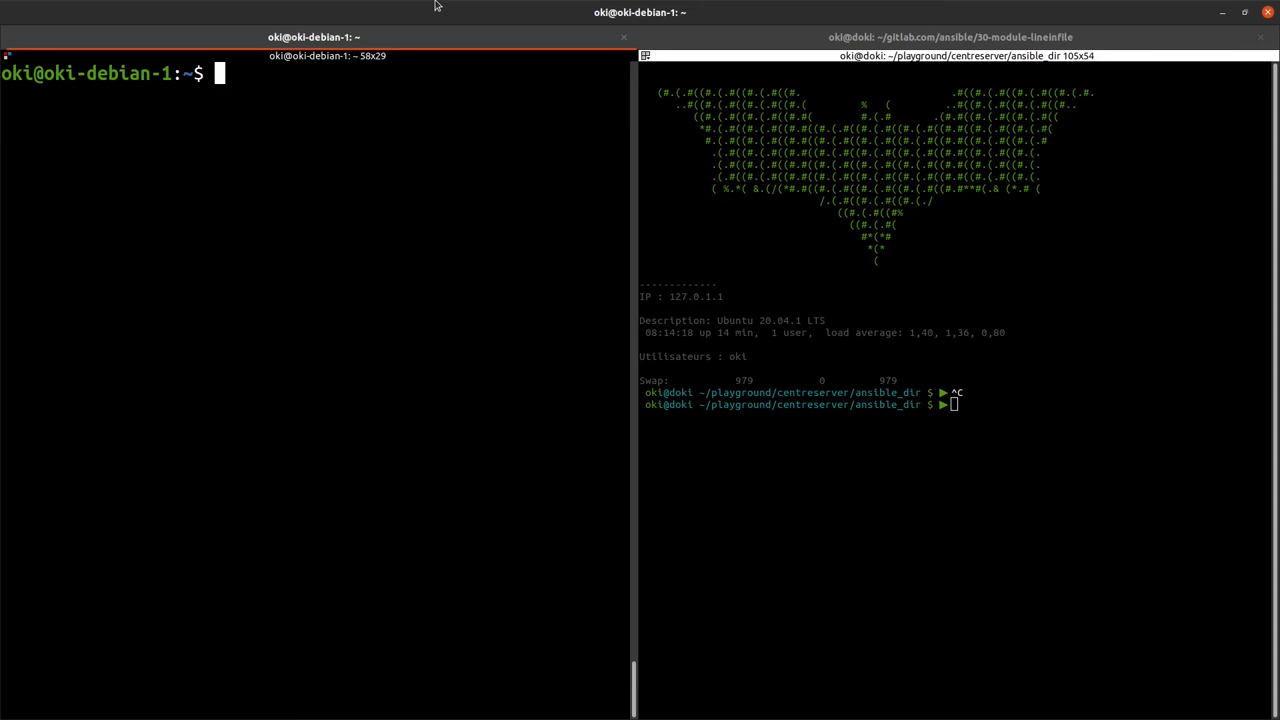 oki@oki-debian-1: ~
oki@oki-debian-1: ~
oki@doki: ~/gitlab.com/ansible/30-module-lineinfile
oki@oki-debian-1: ~ 58x29
oki@doki: ~/playground/centreserver/ansible_dir 105x54
oki@oki-debian-1:~$
(#.(.#((#.(.#((#.(.#((#. .#((#.(.#((#.(.#((#.(.#.
..#((#.(.#((#.(.#((#.( % ( ..#((#.(.#((#.(.#((#..
((#.(.#((#.(.#((#.#( #.(.# .(#.(.#((#.(.#((#.(.#((
*#.(.#((#.(.#((#.(.#((#.(.#((#.(.#((#.(.#((#.(.#((#.(.#(
#.(.#((#.(.#((#.(.#((#.(.#((#.(.#((#.(.#((#.(.#((#.(.#
.(.#((#.(.#((#.(.#((#.(.#((#.(.#((#.(.#((#.(.#((#.(.
.(.#((#.(.#((#.(.#((#.(.#((#.(.#((#.(.#((#.(.#((#.(.
.(.#((#.(.#((#.(.#((#.(.#((#.(.#((#.(.#((#.(.#((#.(.
( %.*( &.(/(*#.#((#.(.#((#.(.#((#.(.#((#.#**#(.& (*.# (
/.(.#((#.(.#((#.(./
((#.(.#((#%
((#.(.#(
#*(*#
*(*
(
-------------
IP : 127.0.1.1
Description: Ubuntu 20.04.1 LTS
08:14:18 up 14 min, 1 user, load average: 1,40, 1,36, 0,80
Utilisateurs : oki
Swap: 979 0 979
oki@doki ~/playground/centreserver/ansible_dir $ ▶ ^C
oki@doki ~/playground/centreserver/ansible_dir $ ▶